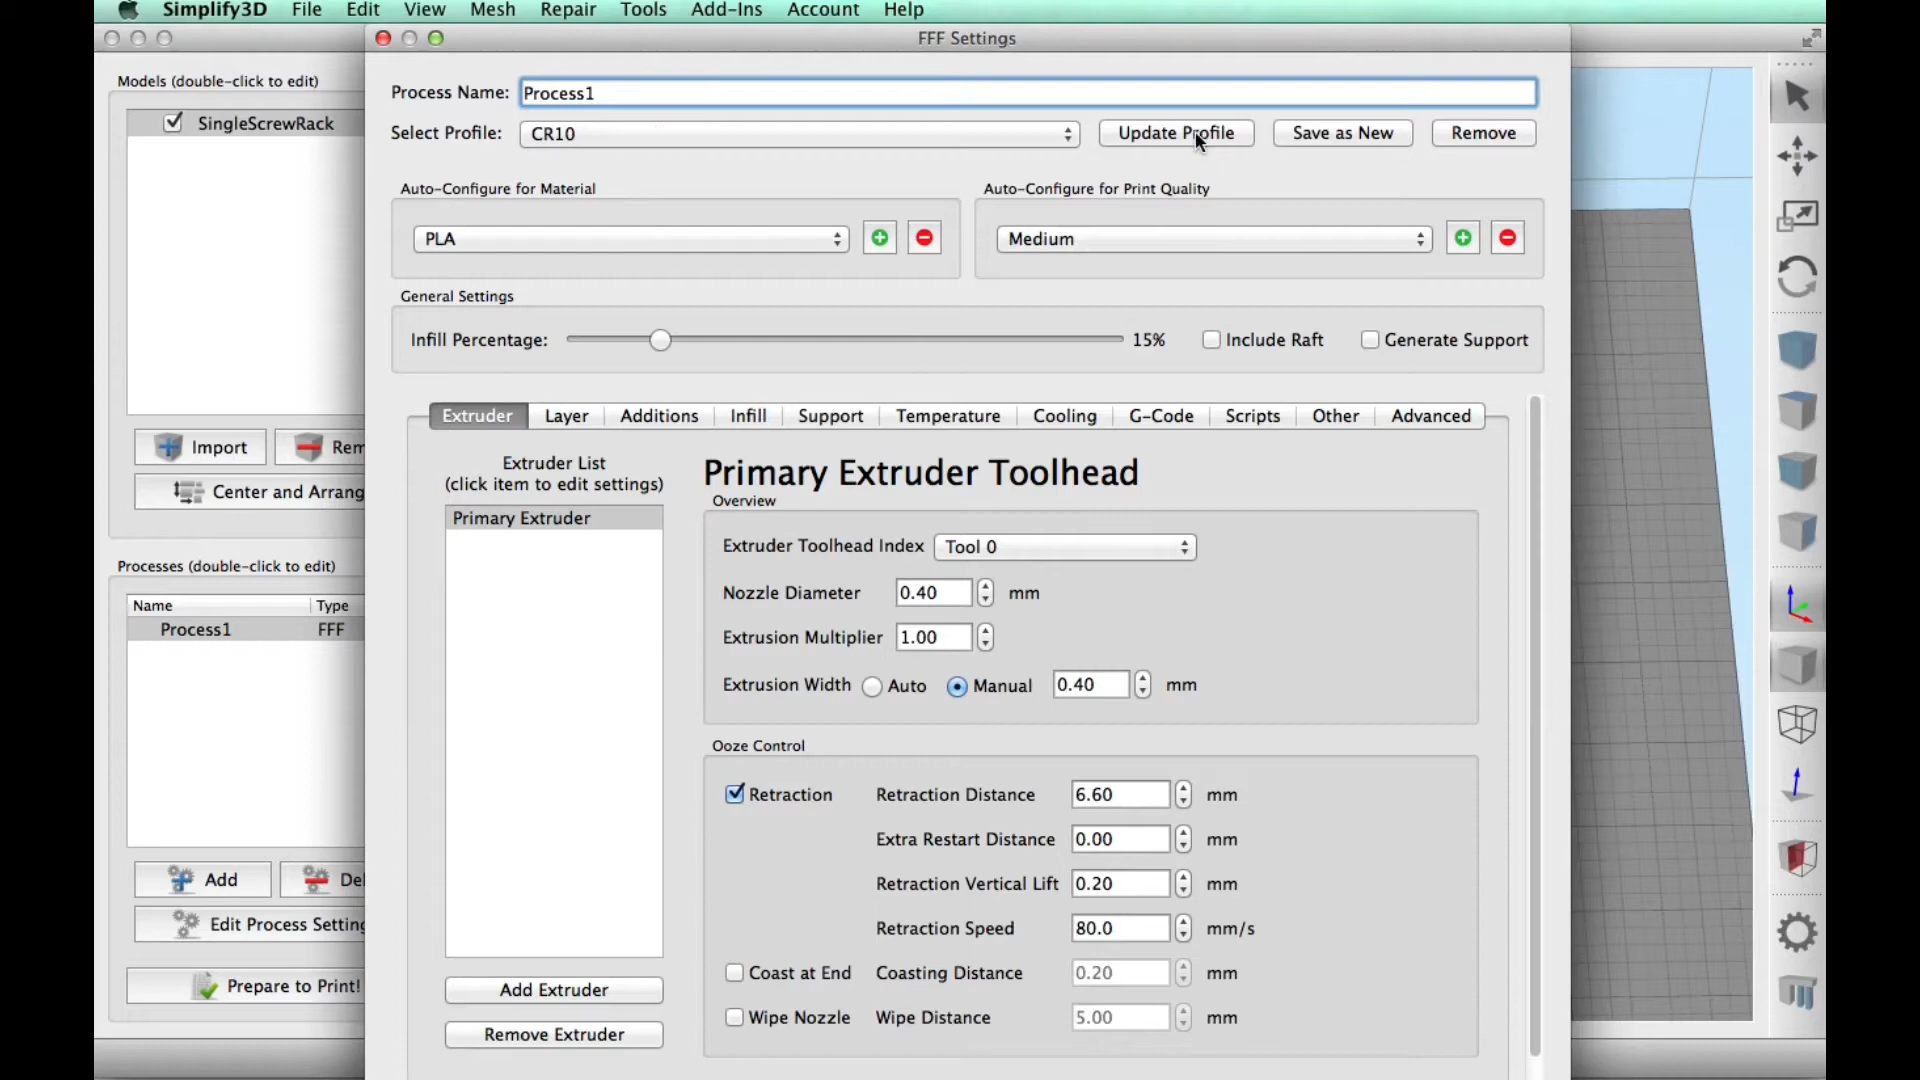 Simplify3D File Edit View Mesh Repair Tools Add-Ins Account Help
FFF Settings
Models (double-click to edit)
SingleScrewRack
Import Rem
Center and Arrang
Processes (double-click to edit)
Name Type
Process1 FFF
Add Del
Edit Process Setting
Prepare to Print!
Process Name: Process1
Select Profile: CR10 Update Profile Save as New Remove
Auto-Configure for Material
PLA
Auto-Configure for Print Quality
Medium
General Settings
Infill Percentage: 15% Include Raft Generate Support
Extruder Layer Additions Infill Support Temperature Cooling G-Code Scripts Other Advanced
Extruder List
(click item to edit settings)
Primary Extruder
Add Extruder
Remove Extruder
Primary Extruder Toolhead
Overview
Extruder Toolhead Index Tool 0
Nozzle Diameter 0.40 mm
Extrusion Multiplier 1.00
Extrusion Width Auto Manual 0.40 mm
Ooze Control
Retraction Retraction Distance 6.60 mm
Extra Restart Distance 0.00 mm
Retraction Vertical Lift 0.20 mm
Retraction Speed 80.0 mm/s
Coast at End Coasting Distance 0.20 mm
Wipe Nozzle Wipe Distance 5.00 mm